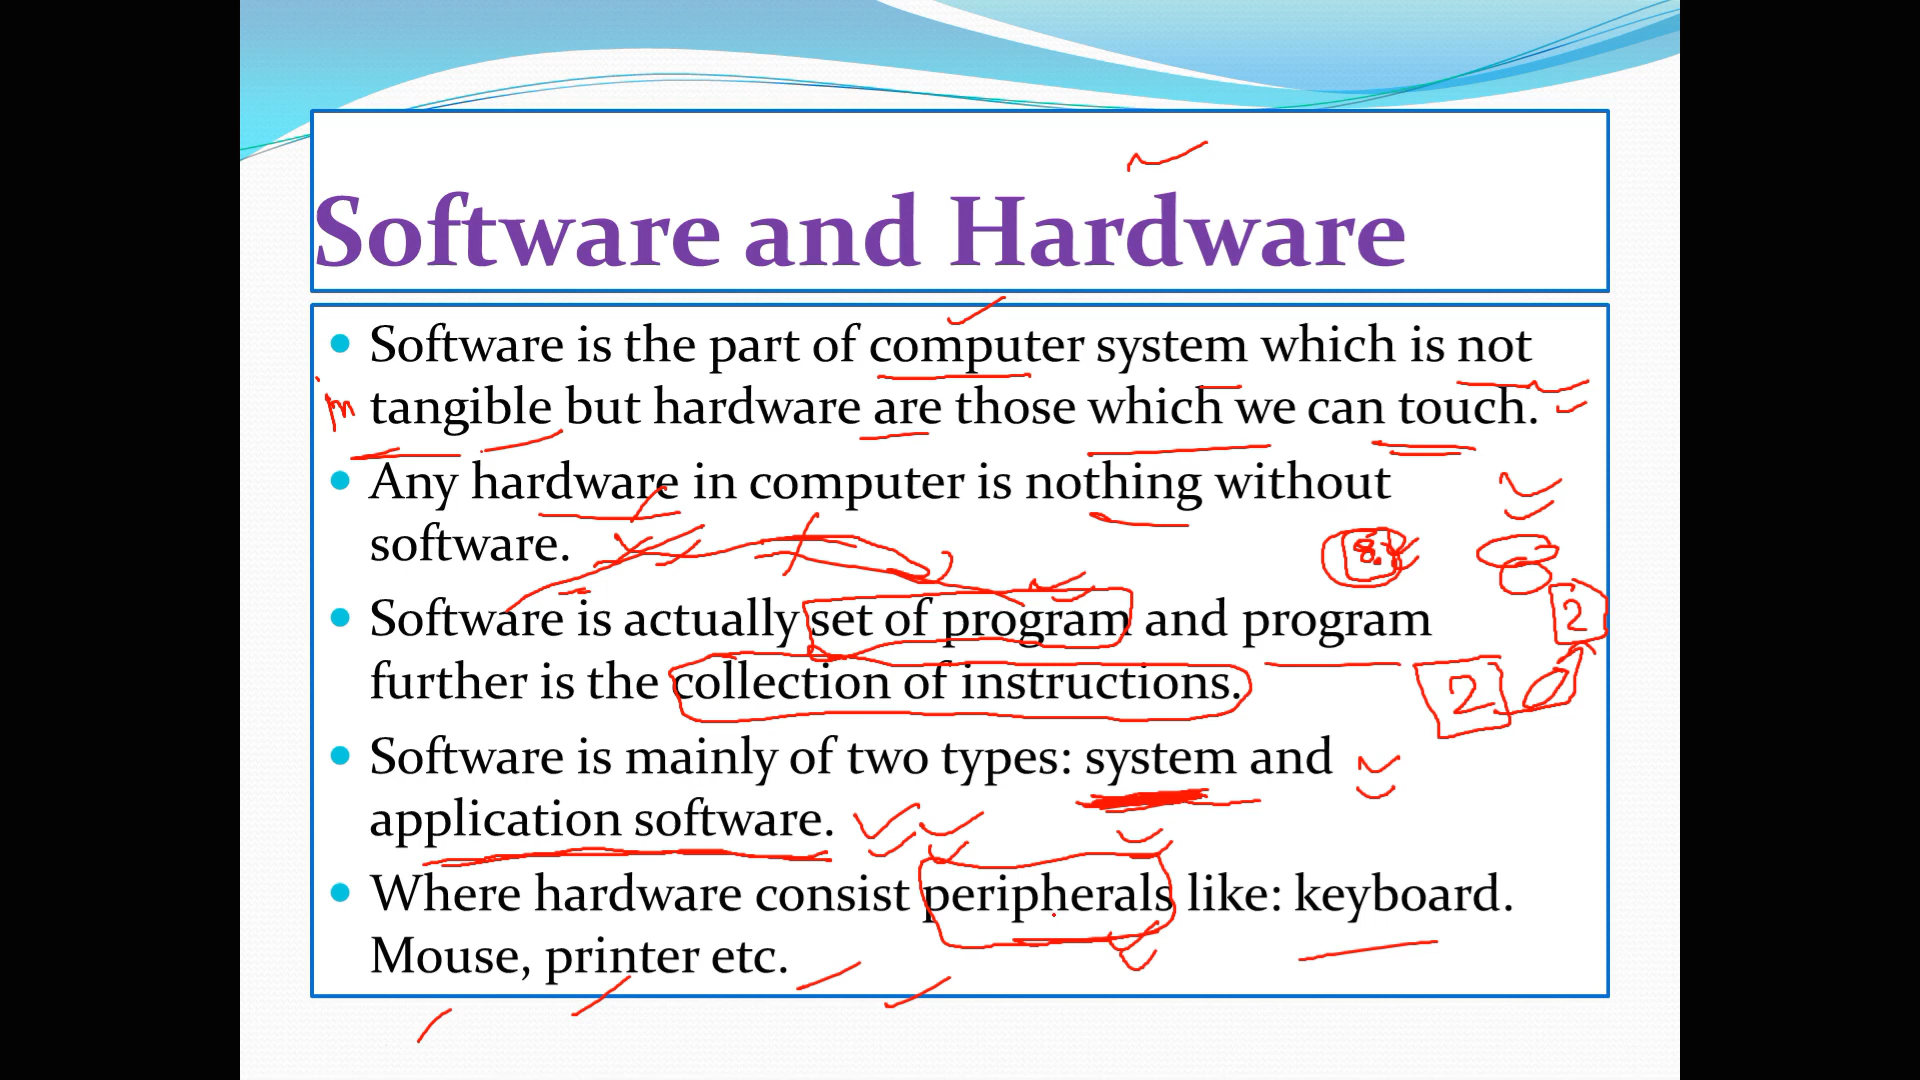 Software and Hardware
• Software is the part of computer system which is not
tangible but hardware are those which we can touch.
• Any hardware in computer is nothing without
software.
8
• Software is actually set of program and program
2
further is the collection of instructions.
2
• Software is mainly of two types: system and
application software.
• Where hardware consist peripherals like: keyboard.
Mouse, printer etc.